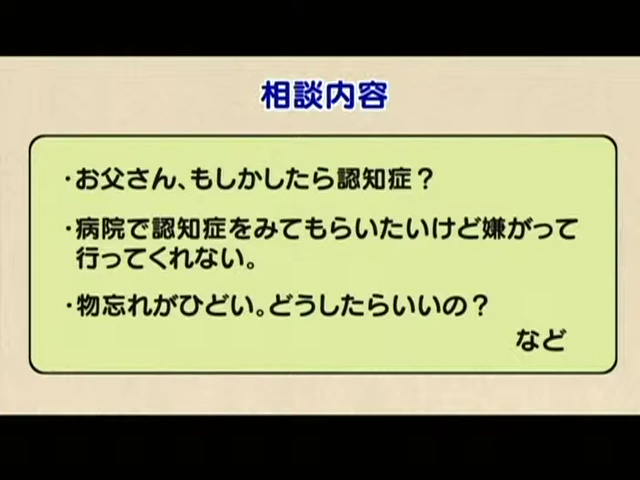 相談内容
・お父さん、もしかしたら認知症？
・病院で認知症をみてもらいたいけど嫌がって
行ってくれない。
・物忘れがひどい。どうしたらいいの？
など